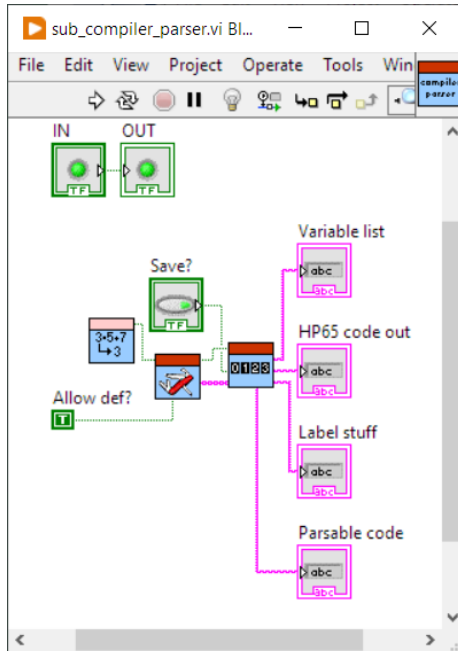 sub_compiler_parser.vi Bl...
File Edit View Project Operate Tools Win
compiler
parser
IN OUT
TF TF
Variable list
abc
abc
Save?
TF
3·5+7
↳3
HP65 code out
abc
abc
0123
Allow def?
T
Label stuff
abc
abc
Parsable code
abc
abc